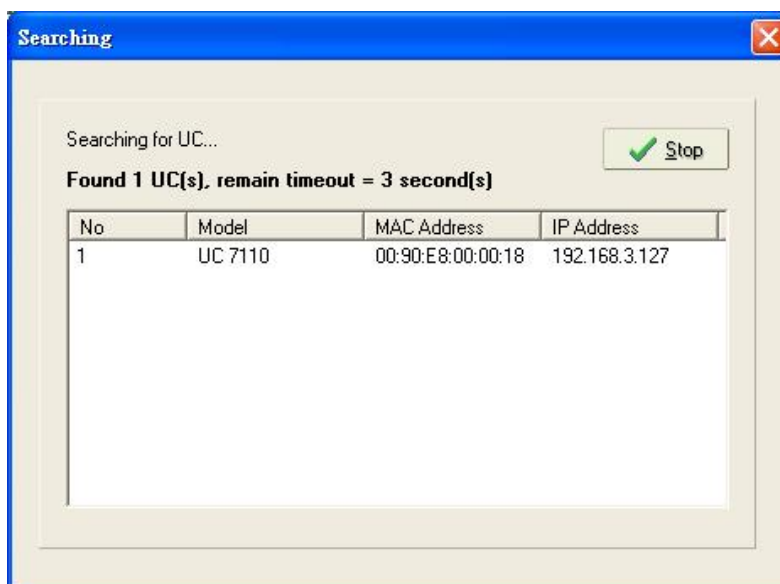 Searching
Searching for UC...
Stop
Found 1 UC(s), remain timeout = 3 second(s)
No Model MAC Address IP Address
1 UC 7110 00:90:E8:00:00:18 192.168.3.127